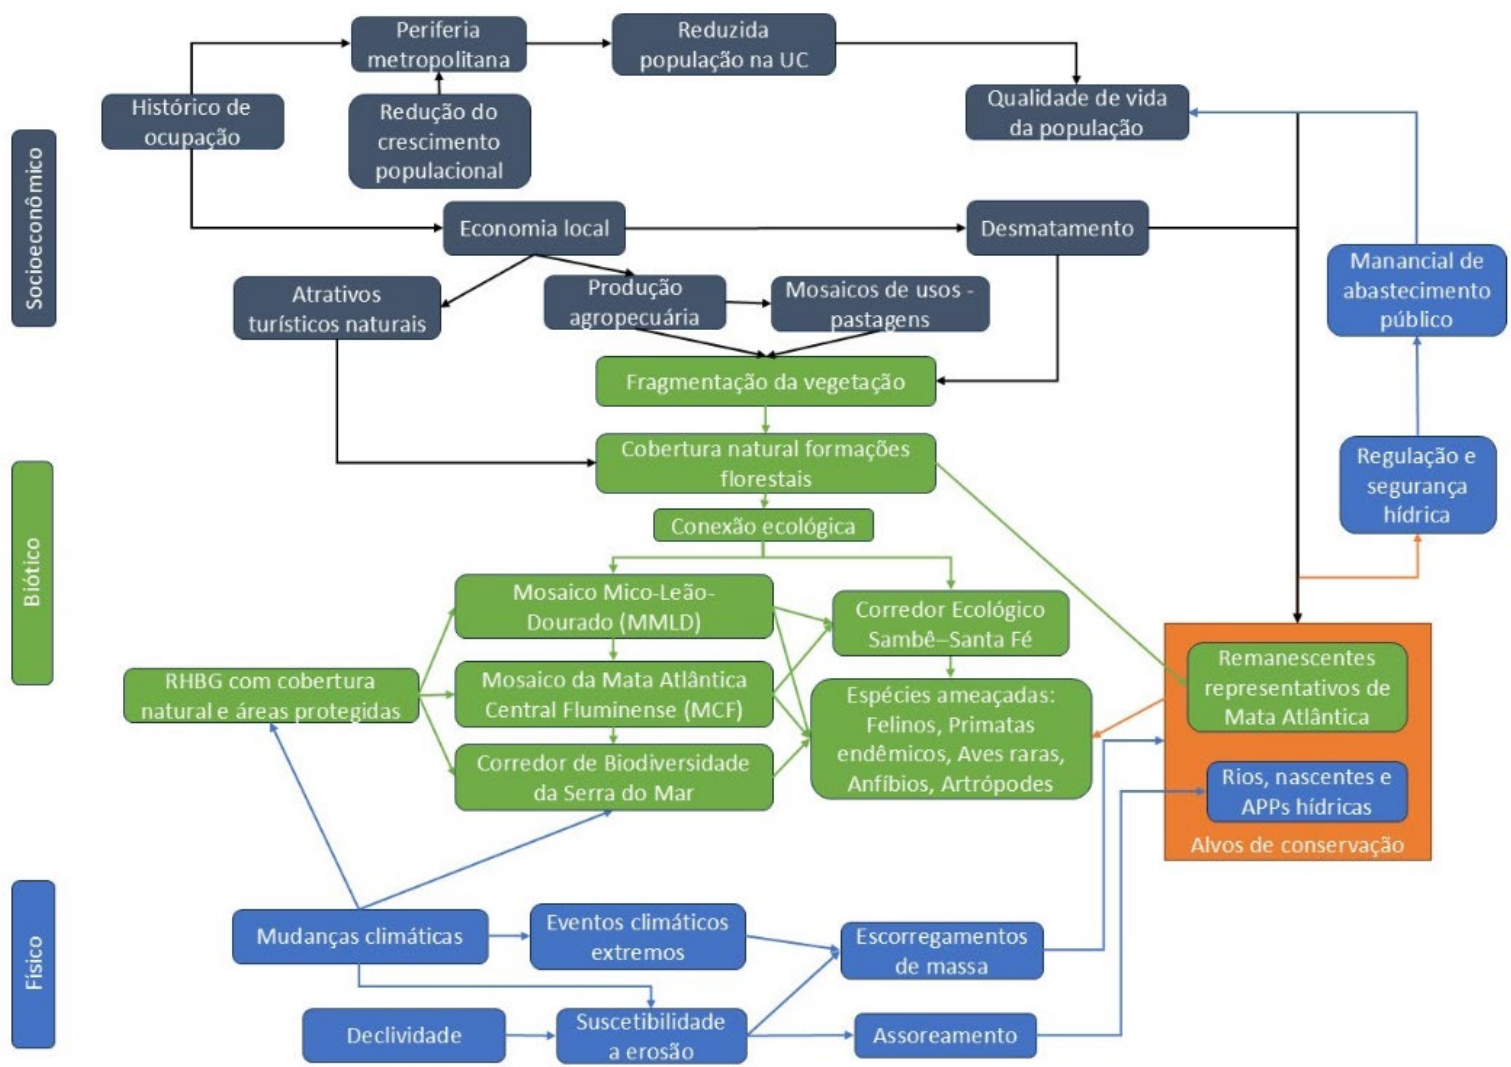 Socioeconômico
Periferia
metropolitana
Reduzida
população na UC
Histórico de
ocupação
Redução do
crescimento
populacional
Qualidade de vida
da população
Economia local
Desmatamento
Manancial de
abastecimento
público
Atrativos
turísticos naturais
Produção
agropecuária
Mosaicos de usos -
pastagens
Biótico
Fragmentação da vegetação
Cobertura natural formações
florestais
Regulação e
segurança
hídrica
Conexão ecológica
Mosaico Mico-Leão-
Dourado (MMLD)
Corredor Ecológico
Sambê–Santa Fé
RHBG com cobertura
natural e áreas protegidas
Mosaico da Mata Atlântica
Central Fluminense (MCF)
Espécies ameaçadas:
Felinos, Primatas
endêmicos, Aves raras,
Anfíbios, Artrópodes
Remanescentes
representativos de
Mata Atlântica
Corredor de Biodiversidade
da Serra do Mar
Rios, nascentes e
APPs hídricas
Alvos de conservação
Físico
Mudanças climáticas
Eventos climáticos
extremos
Escorregamentos
de massa
Declividade
Suscetibilidade
a erosão
Assoreamento